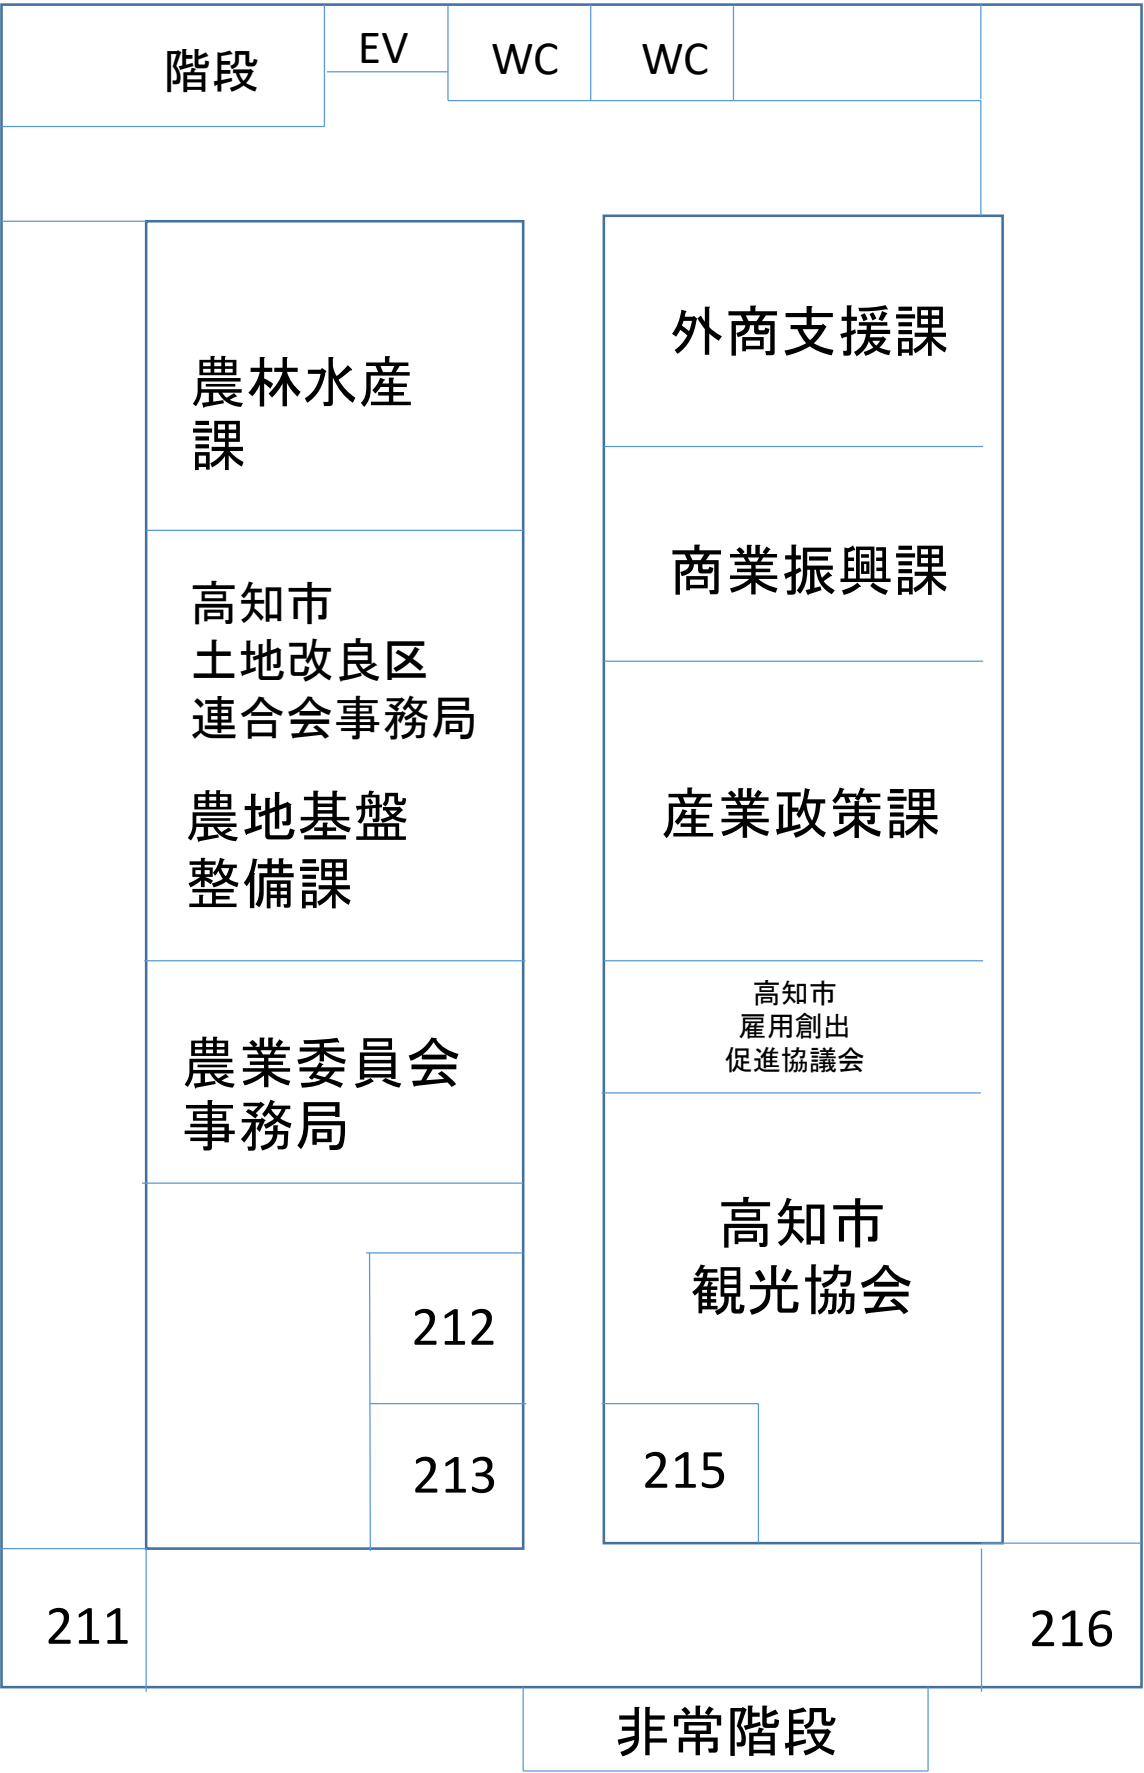 階段
EV
WC
WC
農林水産
課
高知市
土地改良区
連合会事務局
農地基盤
整備課
農業委員会
事務局
212
213
外商支援課
商業振興課
産業政策課
高知市
雇用創出
促進協議会
高知市
観光協会
215
211
216
非常階段